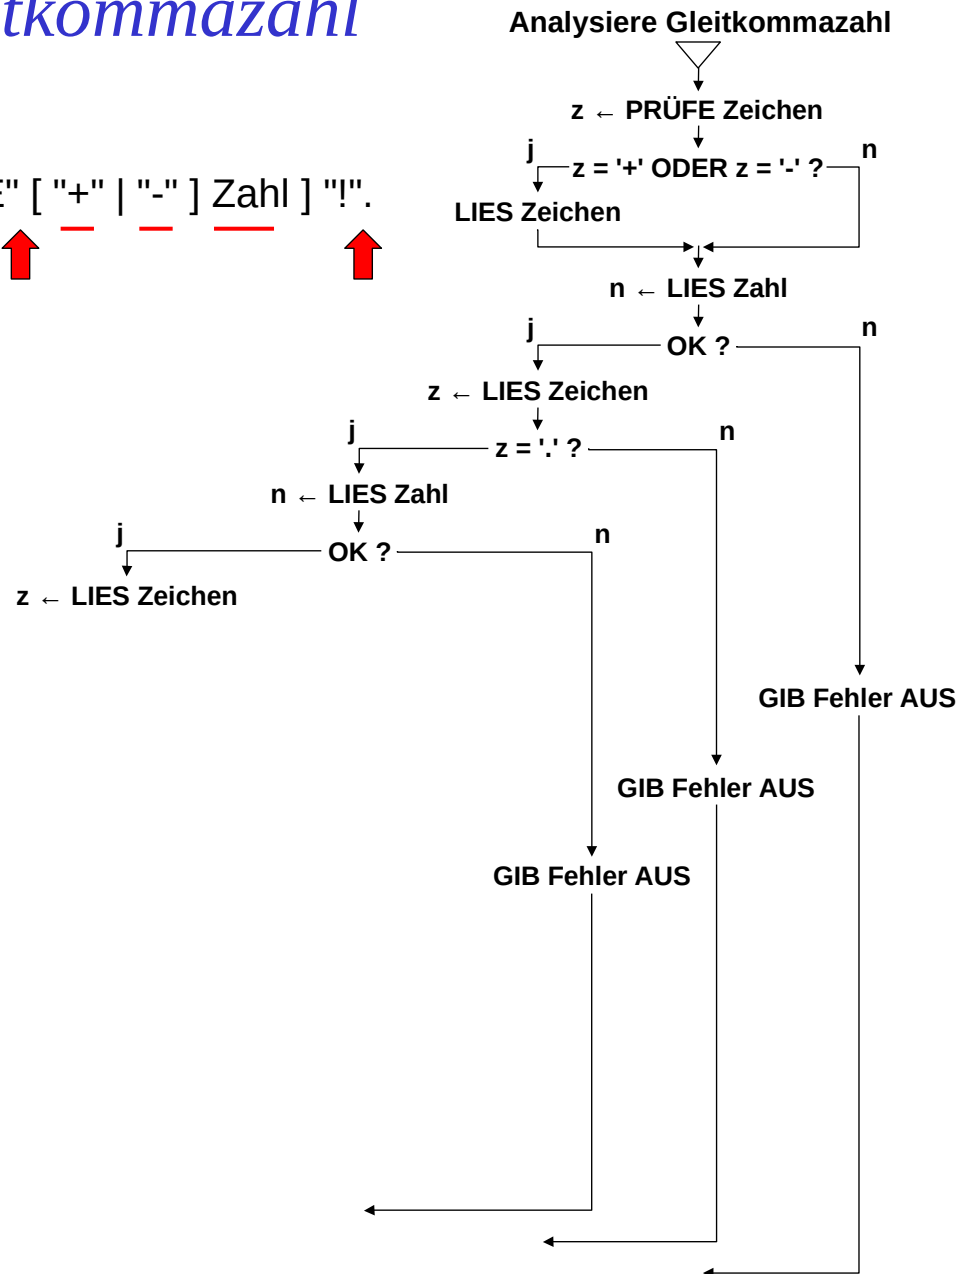 tkommazahl
Analysiere Gleitkommazahl
z ← PRÜFE Zeichen
j
n
z = '+' ODER z = '-' ?
" [ "+" | "-" ] Zahl ] "!".
LIES Zeichen
n ← LIES Zahl
j
n
OK ?
z ← LIES Zeichen
j
n
z = '.' ?
n ← LIES Zahl
j
n
OK ?
z ← LIES Zeichen
GIB Fehler AUS
GIB Fehler AUS
GIB Fehler AUS